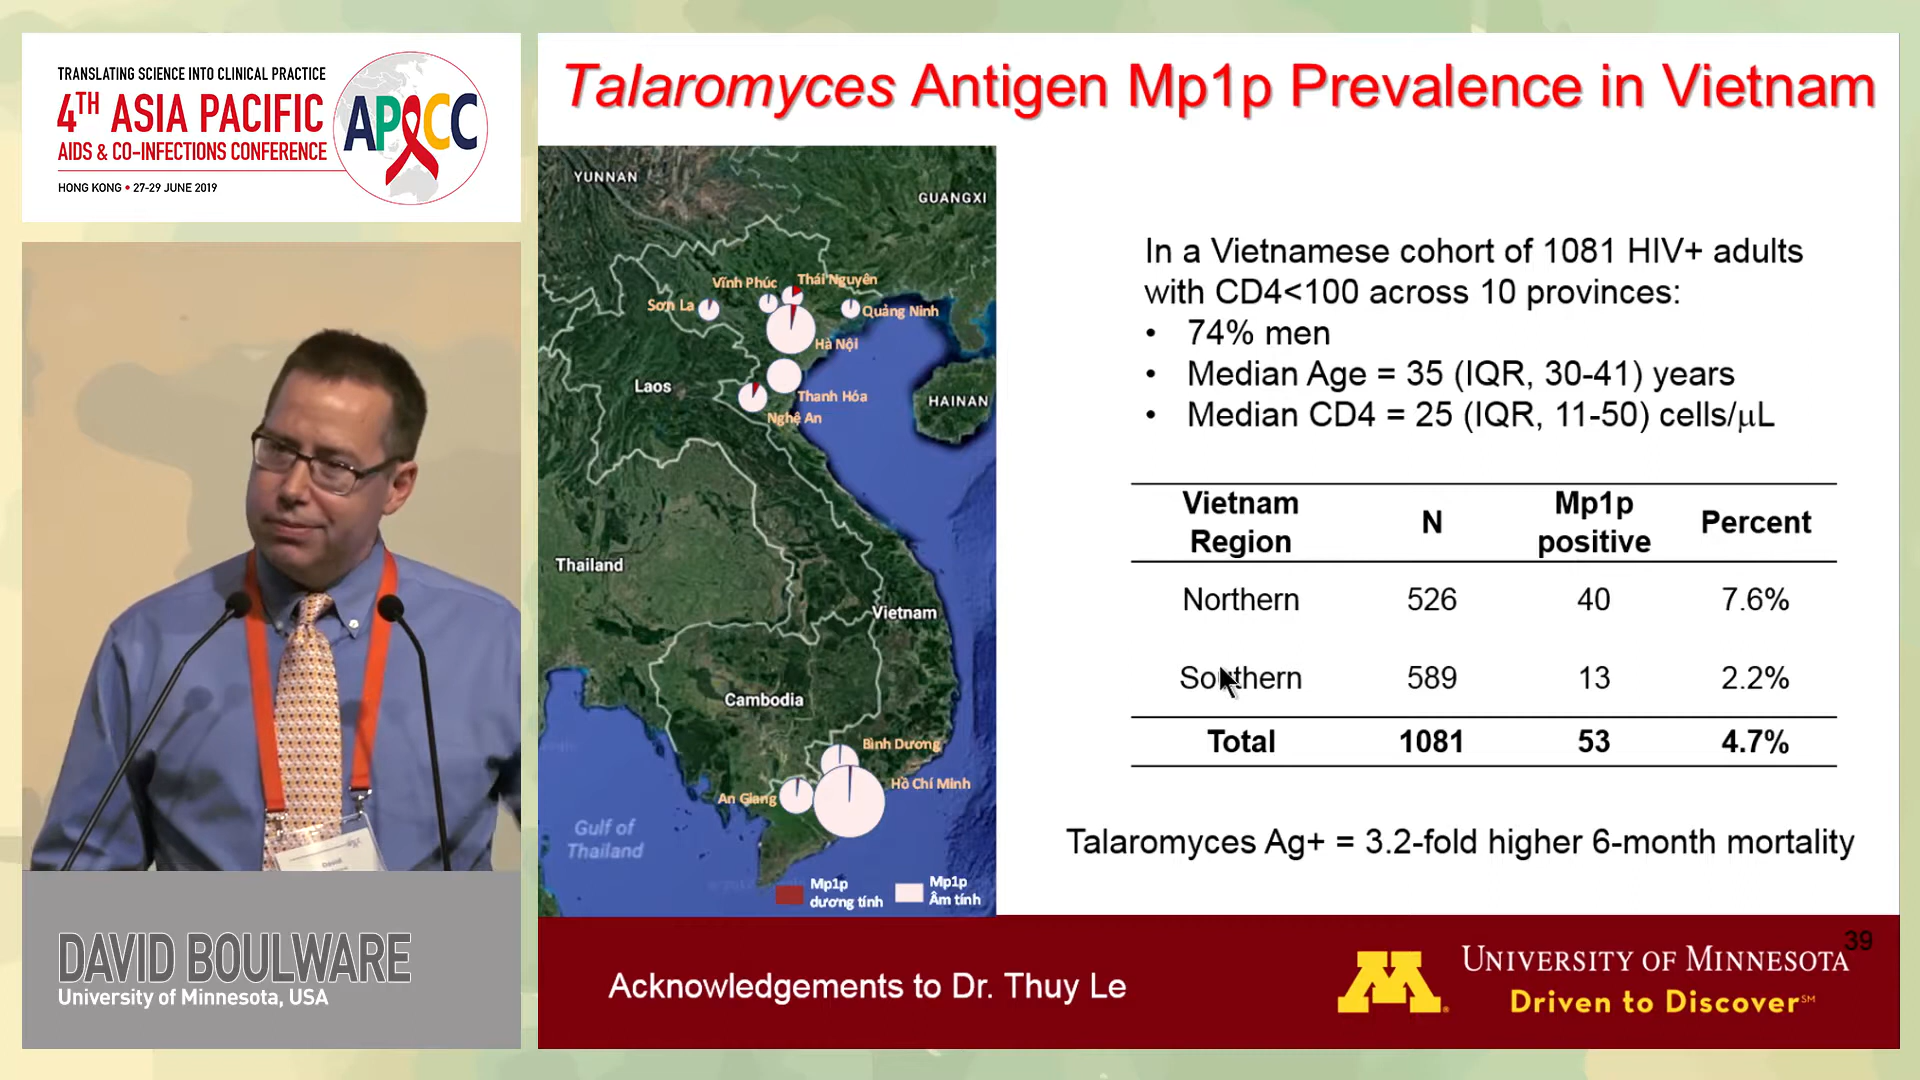 TRANSLATING SCIENCE INTO CLINICAL PRACTICE
4TH ASIA PACIFIC
AIDS & CO-INFECTIONS CONFERENCE
HONG KONG • 27-29 JUNE 2019
APACC
DAVID BOULWARE
University of Minnesota, USA
Talaromyces Antigen Mp1p Prevalence in Vietnam
YUNNAN
GUANGXI
Vĩnh Phúc
Thái Nguyên
Sơn La
Quảng Ninh
Hà Nội
Laos
Thanh Hóa
HAINAN
Nghệ An
Thailand
Vietnam
Cambodia
Bình Dương
Hồ Chí Minh
An Giang
Gulf of
Thailand
Mp1p
dương tính
Mp1p
Âm tính
In a Vietnamese cohort of 1081 HIV+ adults
with CD4<100 across 10 provinces:
• 74% men
• Median Age = 35 (IQR, 30-41) years
• Median CD4 = 25 (IQR, 11-50) cells/μL
Vietnam Region N Mp1p positive Percent
Northern 526 40 7.6%
Southern 589 13 2.2%
Total 1081 53 4.7%
Talaromyces Ag+ = 3.2-fold higher 6-month mortality
Acknowledgements to Dr. Thuy Le
39
M
UNIVERSITY OF MINNESOTA
Driven to Discover℠